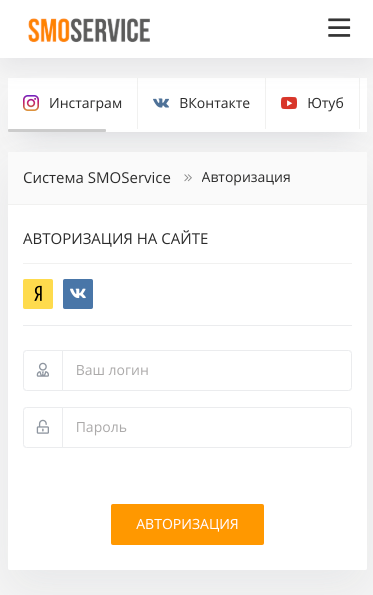 SMOSERVICE
Инстаграм ВКонтакте Ютуб
Система SMOService » Авторизация
АВТОРИЗАЦИЯ НА САЙТЕ
Я
Ваш логин
Пароль
АВТОРИЗАЦИЯ